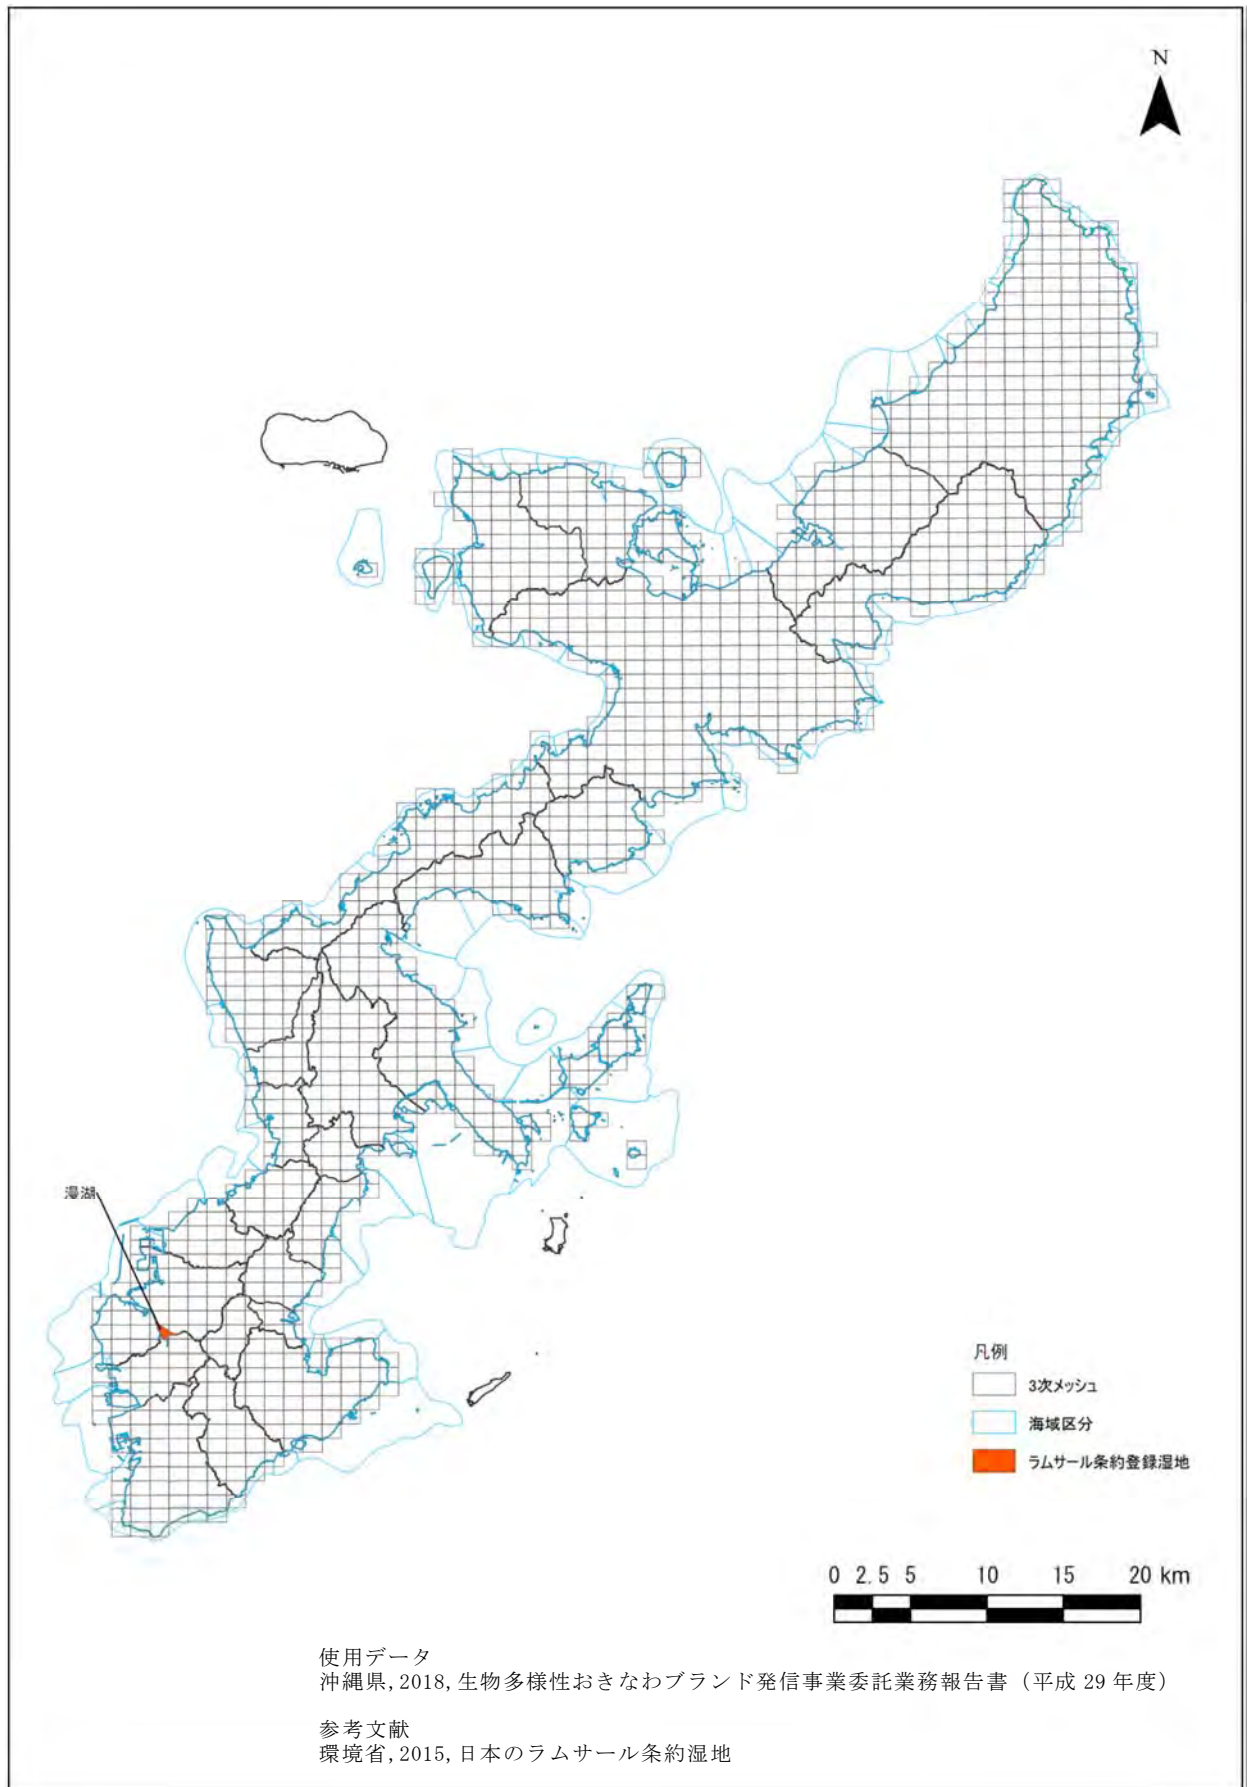 N
漫湖
凡例
3次メッシュ
海域区分
ラムサール条約登録湿地
0 2.5 5 10 15 20 km
使用データ
沖縄県,2018,生物多様性おきなわブランド発信事業委託業務報告書（平成 29 年度）
参考文献
環境省,2015,日本のラムサール条約湿地